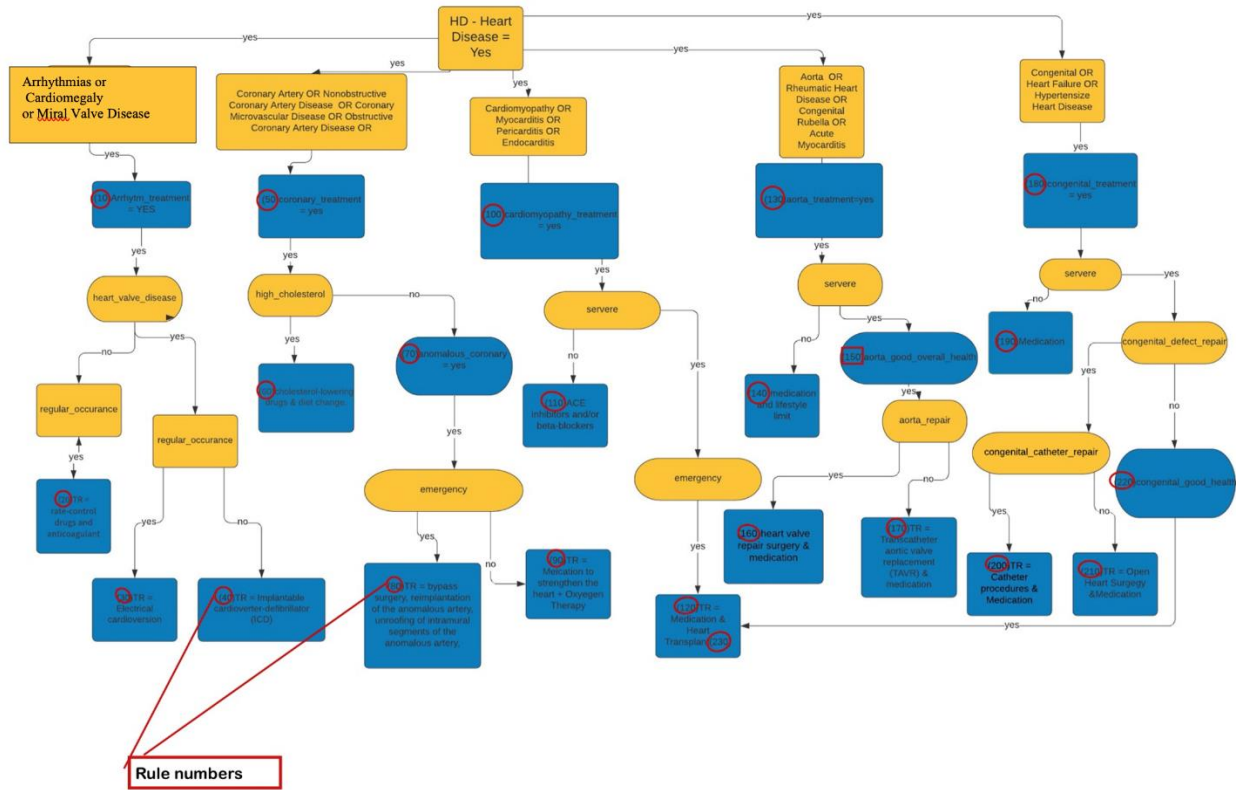 yes
HD - Heart
Disease =
Yes
yes
yes
yes
yes
yes
Arrhythmias or
Cardiomegaly
or Miral Valve Disease
Coronary Artery OR Nonobstructive
Coronary Artery Disease OR Coronary
Microvascular Disease OR Obstructive
Coronary Artery Disease OR
Cardiomyopathy OR
Myocarditis OR
Pericarditis OR
Endocarditis
Aorta OR
Rheumatic Heart
Disease OR
Congenital
Rubella OR
Acute
Myocarditis
Congenital OR
Heart Failure OR
Hypertensize
Heart Disease
yes
yes
yes
(10)Arrhytm_treatment
= YES
(50)coronary_treatment
= yes
(100)cardiomyopathy_treatment
= yes
(130)aorta_treatment=yes
(180)congenital_treatment
= yes
yes
yes
yes
yes
yes
heart_valve_disease
high_cholesterol
servere
servere
servere
no
yes
no
no
yes
no
yes
no
yes
(70)anomalous_coronary
= yes
(150)aorta_good_overall_health
(190)Medication
congenital_defect_repair
regular_occurance
regular_occurance
(60)cholesterol-lowering
drugs & diet change.
(110)ACE
Inhibitors and/or
beta-blockers
(140)medication
and lifestyle
limit
yes
aorta_repair
yes
no
yes
yes
emergency
emergency
congenital_catheter_repair
(220)congenital_good_health
(20)TR =
rate-control
drugs and
anticoagulant
yes
no
yes
no
yes
yes
no
yes
no
(30)TR =
Electrical
cardioversion
(40)TR = Implantable
cardioverter-defibrillator
(ICD)
(80)TR = bypass
surgery, reimplantation
of the anomalous artery,
unroofing of intramural
segments of the
anomalous artery,
(90)TR =
Meication to
strengthen the
heart + Oxyegen
Therapy
(120)TR =
Medication &
Heart
Transplant(230)
(160)heart valve
repair surgery &
medication
(170)TR =
Transcatheter
aortic valve
replacement
(TAVR) &
medication
(200)TR =
Catheter
procedures &
Medication
(210)TR = Open
Heart Surgegy
&Medication
yes
Rule numbers